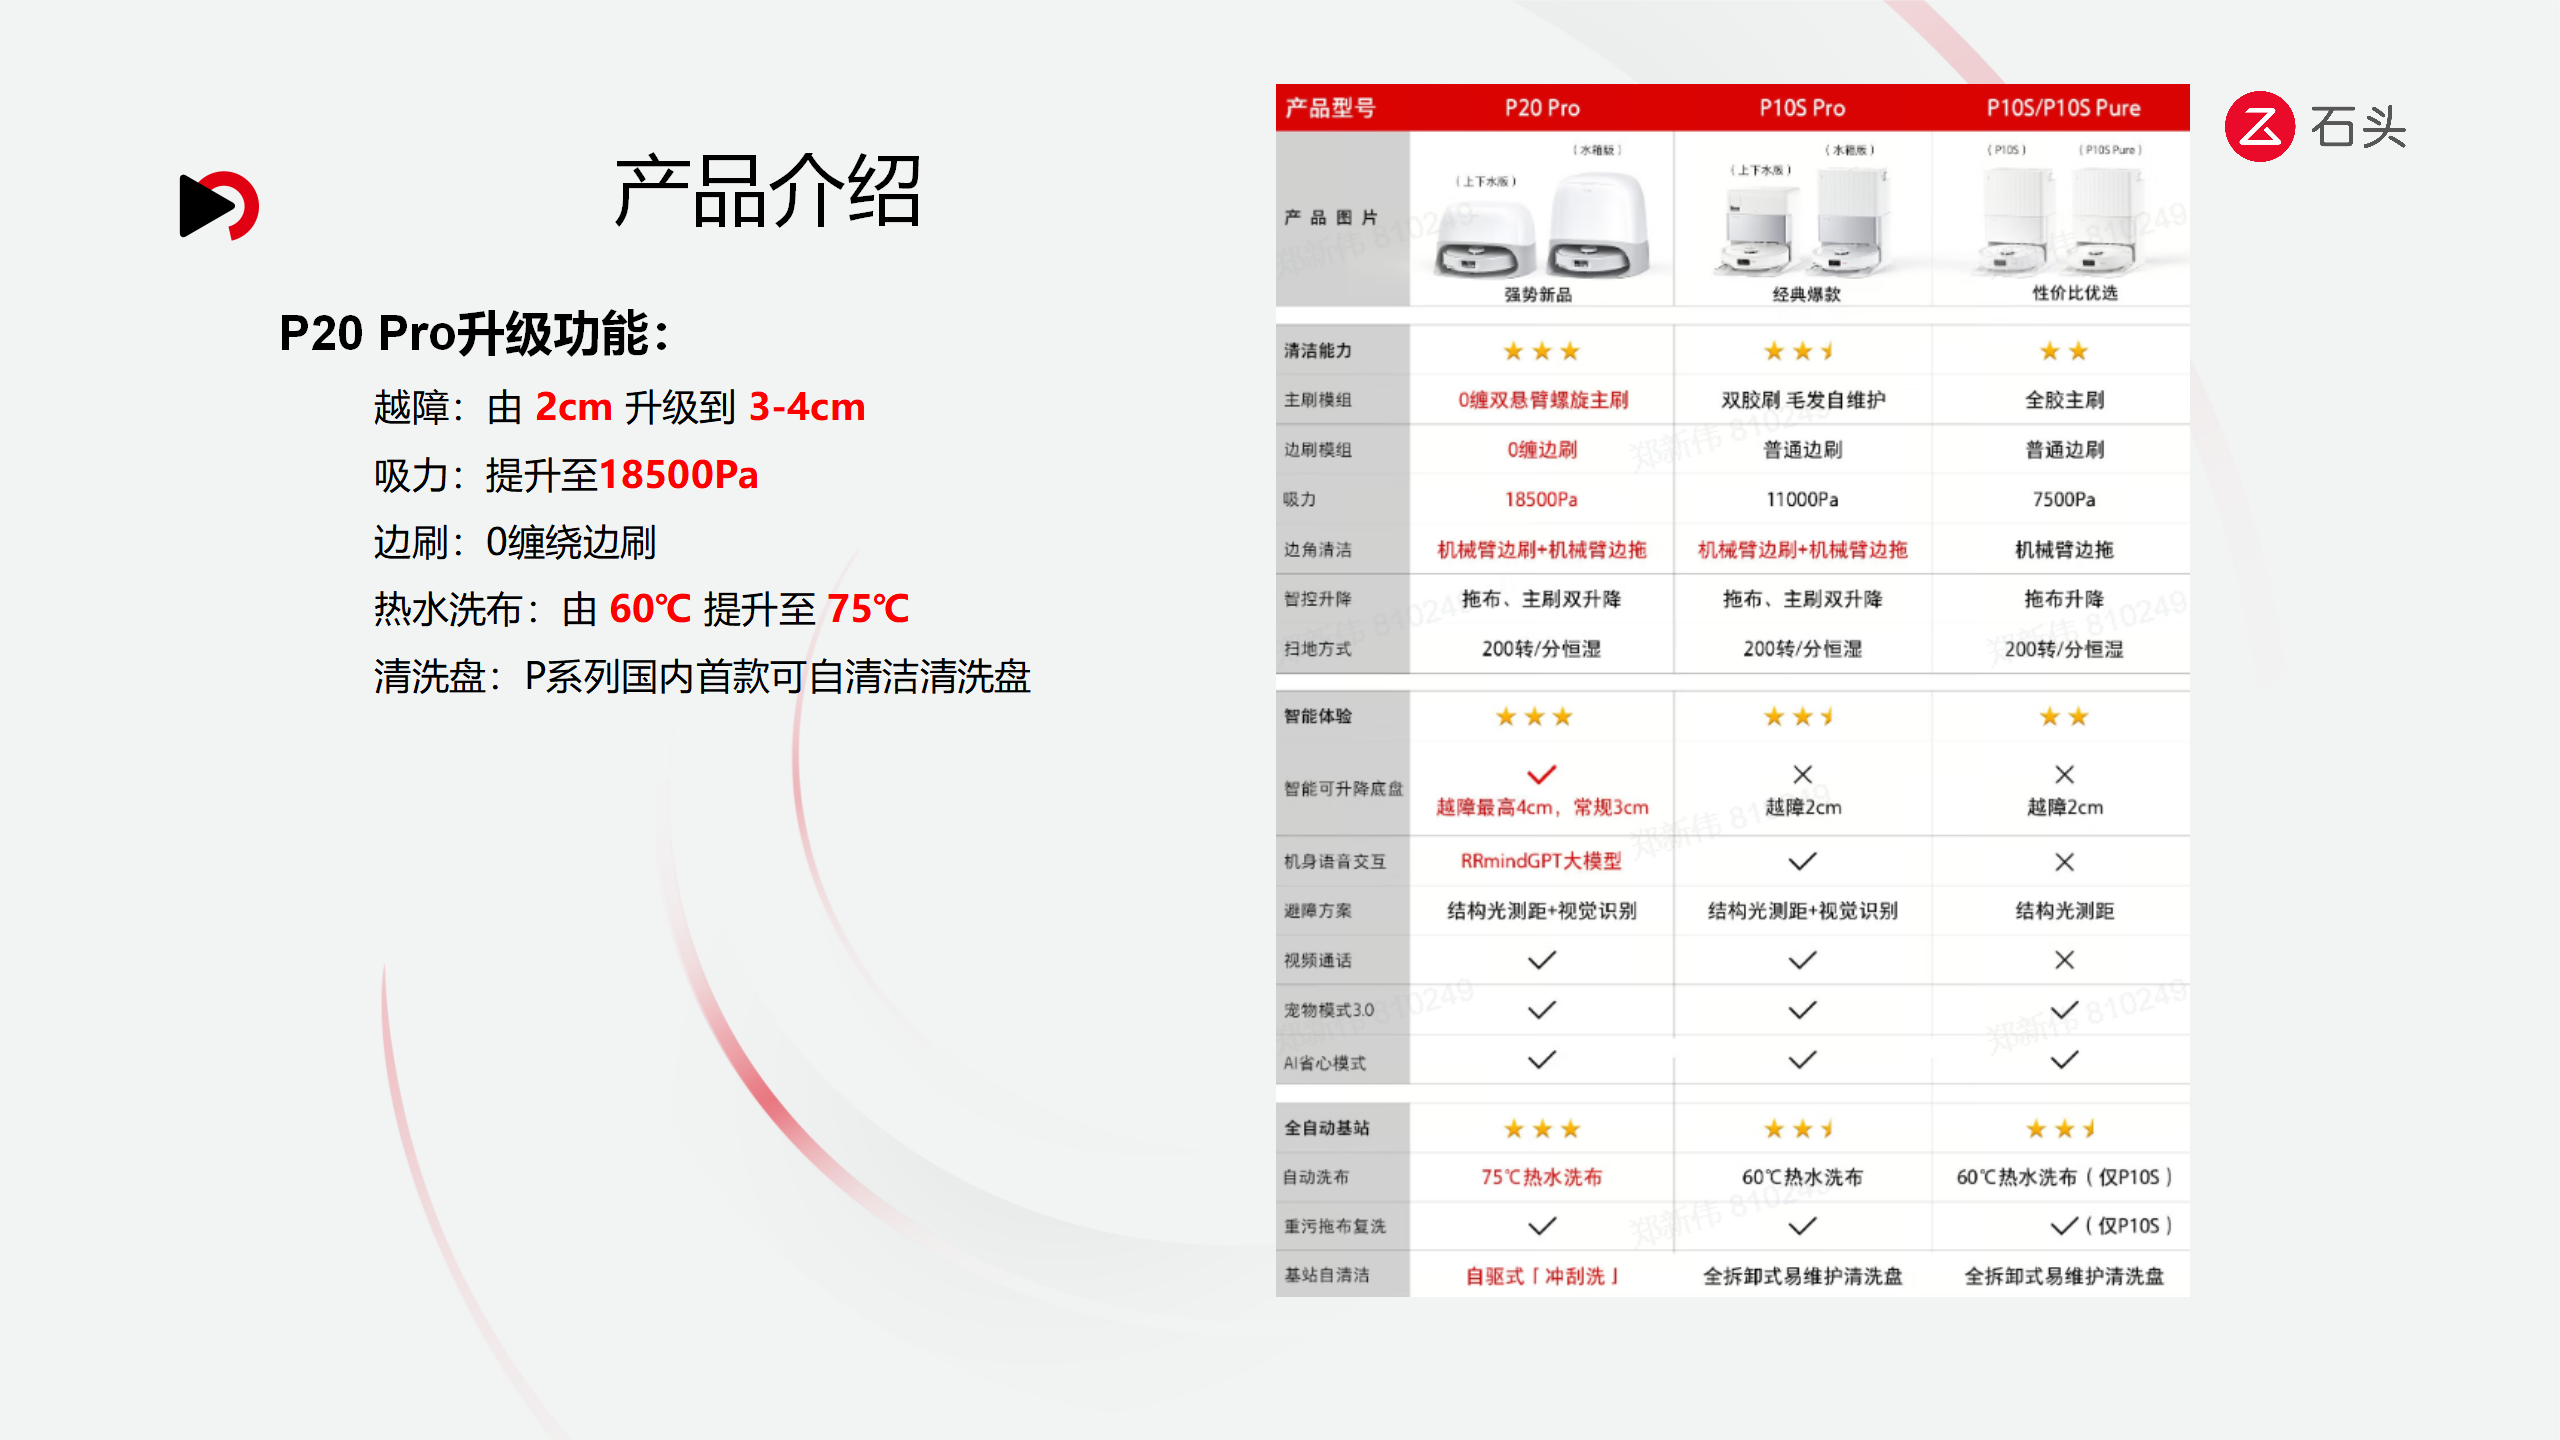 产品介绍
石头
P20 Pro升级功能：
越障：由 2cm 升级到 3-4cm
吸力：提升至18500Pa
边刷：0缠绕边刷
热水洗布：由 60℃ 提升至 75℃
清洗盘：P系列国内首款可自清洁清洗盘
产品型号 P20 Pro P10S Pro P10S/P10S Pure
（上下水版） （水箱版） （上下水版） （水箱版） （P10S） （P10S Pure）
产品图片
强势新品 经典爆款 性价比优选
清洁能力
主刷模组 0缠双悬臂螺旋主刷 双胶刷 毛发自维护 全胶主刷
边刷模组 0缠边刷 普通边刷 普通边刷
吸力 18500Pa 11000Pa 7500Pa
边角清洁 机械臂边刷+机械臂边拖 机械臂边刷+机械臂边拖 机械臂边拖
智控升降 拖布、主刷双升降 拖布、主刷双升降 拖布升降
扫地方式 200转/分恒湿 200转/分恒湿 200转/分恒湿
智能体验
智能可升降底盘 越障最高4cm，常规3cm 越障2cm 越障2cm
机身语音交互 RRmindGPT大模型
避障方案 结构光测距+视觉识别 结构光测距+视觉识别 结构光测距
视频通话
宠物模式3.0
AI省心模式
全自动基站
自动洗布 75℃热水洗布 60℃热水洗布 60℃热水洗布（仅P10S）
重污拖布复洗 （仅P10S）
基站自清洁 自驱式「冲刮洗」 全拆卸式易维护清洗盘 全拆卸式易维护清洗盘
郑新伟 810249